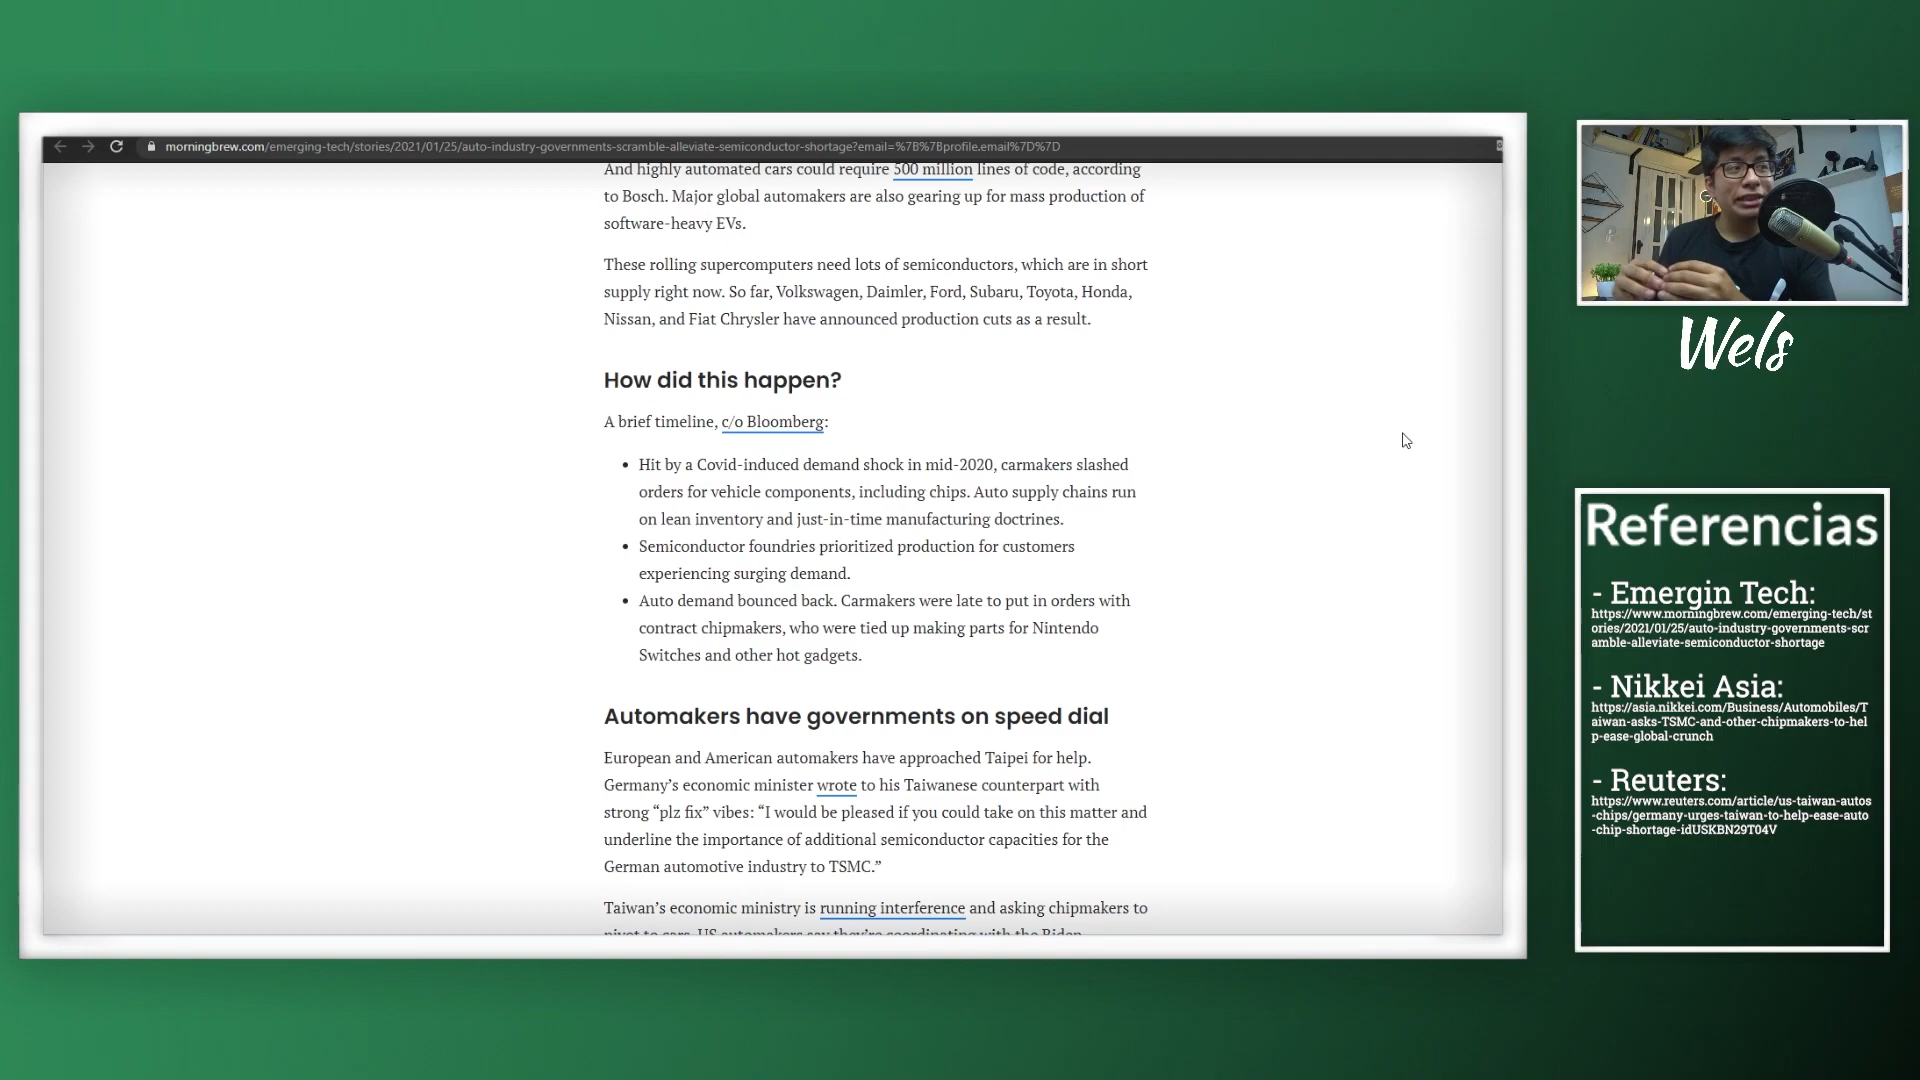 morningbrew.com/emerging-tech/stories/2021/01/25/auto-industry-governments-scramble-alleviate-semiconductor-shortage?email=%7B%7Bprofile.email%7D%7D
And highly automated cars could require 500 million lines of code, according
to Bosch. Major global automakers are also gearing up for mass production of
software-heavy EVs.
These rolling supercomputers need lots of semiconductors, which are in short
supply right now. So far, Volkswagen, Daimler, Ford, Subaru, Toyota, Honda,
Nissan, and Fiat Chrysler have announced production cuts as a result.
How did this happen?
A brief timeline, c/o Bloomberg:
• Hit by a Covid-induced demand shock in mid-2020, carmakers slashed
orders for vehicle components, including chips. Auto supply chains run
on lean inventory and just-in-time manufacturing doctrines.
• Semiconductor foundries prioritized production for customers
experiencing surging demand.
• Auto demand bounced back. Carmakers were late to put in orders with
contract chipmakers, who were tied up making parts for Nintendo
Switches and other hot gadgets.
Automakers have governments on speed dial
European and American automakers have approached Taipei for help.
Germany’s economic minister wrote to his Taiwanese counterpart with
strong “plz fix” vibes: “I would be pleased if you could take on this matter and
underline the importance of additional semiconductor capacities for the
German automotive industry to TSMC.”
Taiwan’s economic ministry is running interference and asking chipmakers to
pivot to cars. US automakers say they’re coordinating with the Biden
Wels
Referencias
- Emergin Tech:
https://www.morningbrew.com/emerging-tech/st
ories/2021/01/25/auto-industry-governments-scr
amble-alleviate-semiconductor-shortage
- Nikkei Asia:
https://asia.nikkei.com/Business/Automobiles/T
aiwan-asks-TSMC-and-other-chipmakers-to-hel
p-ease-global-crunch
- Reuters:
https://www.reuters.com/article/us-taiwan-autos
-chips/germany-urges-taiwan-to-help-ease-auto
-chip-shortage-idUSKBN29T04V